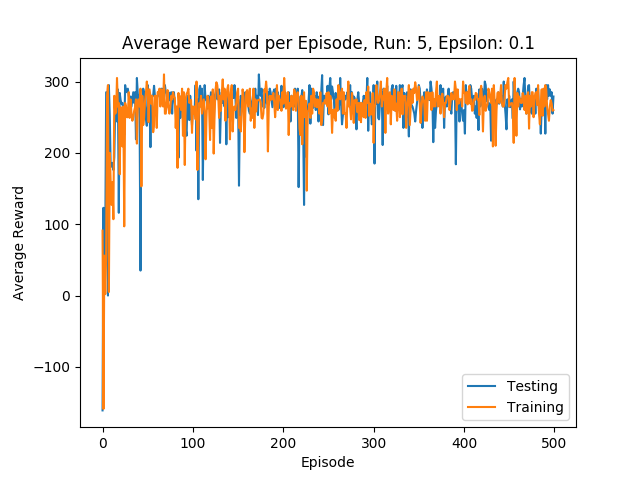 Average Reward per Episode, Run: 5, Epsilon: 0.1
Average Reward
300
200
100
0
−100
0
100
200
300
400
500
Episode
Testing
Training